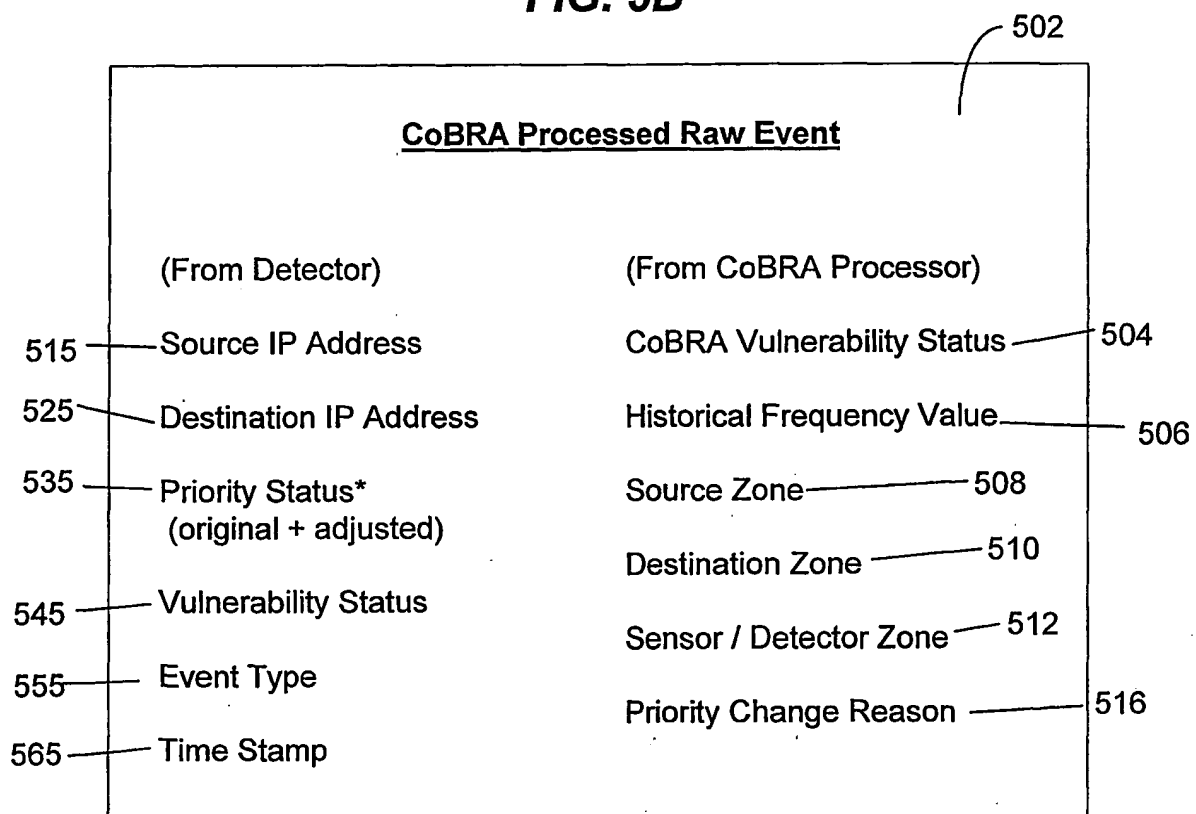 FIG. 5B
502
CoBRA Processed Raw Event
(From Detector)
515
Source IP Address
525
Destination IP Address
535
Priority Status*
(original + adjusted)
545
Vulnerability Status
555
Event Type
565
Time Stamp
(From CoBRA Processor)
CoBRA Vulnerability Status
504
Historical Frequency Value
506
Source Zone
508
Destination Zone
510
Sensor / Detector Zone
512
Priority Change Reason
516